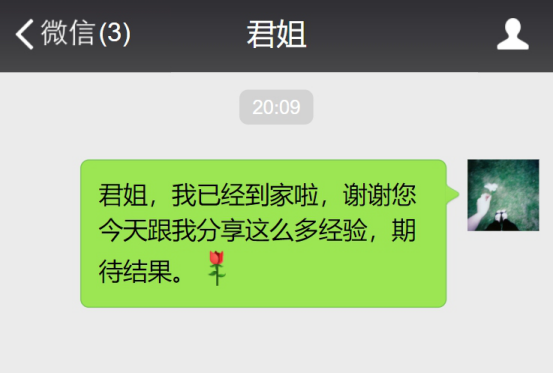 微信(3)
君姐
20:09
君姐，我已经到家啦，谢谢您
今天跟我分享这么多经验，期
待结果。🌹